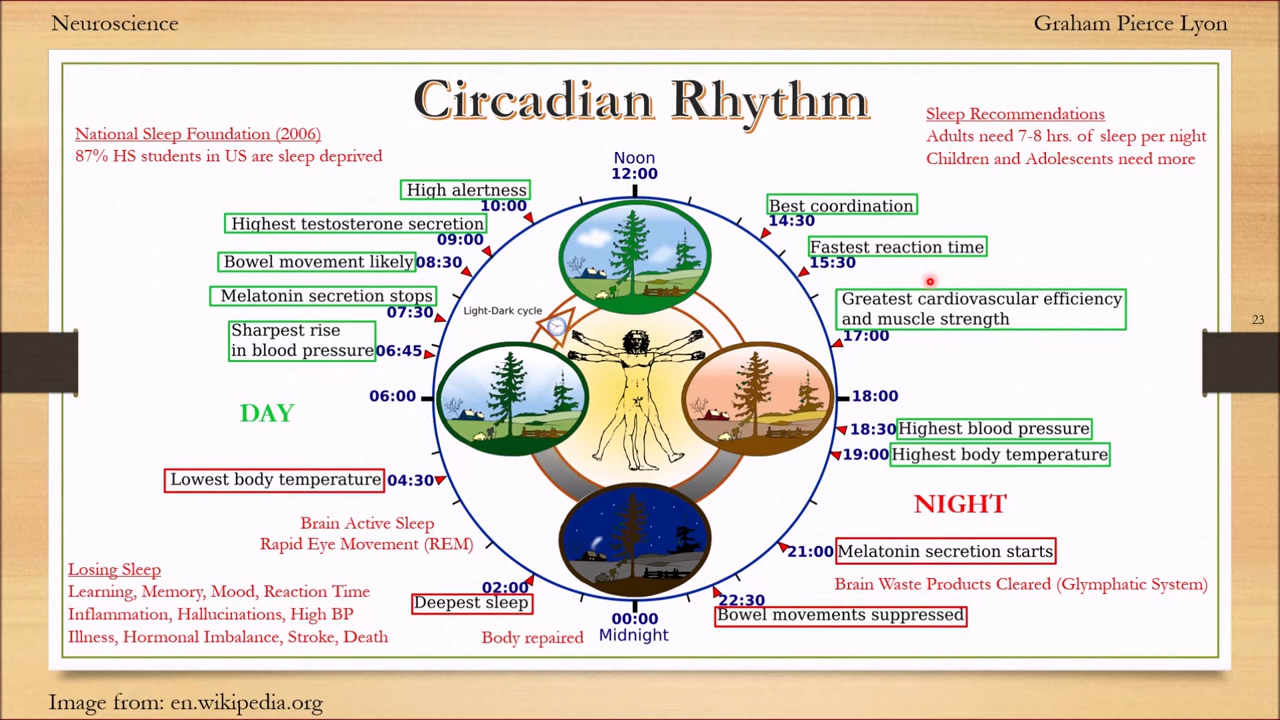 Neuroscience
Graham Pierce Lyon
Circadian Rhythm
National Sleep Foundation (2006)
87% HS students in US are sleep deprived
Sleep Recommendations
Adults need 7-8 hrs. of sleep per night
Children and Adolescents need more
Noon
12:00
High alertness
10:00
Highest testosterone secretion
09:00
Bowel movement likely 08:30
Melatonin secretion stops
07:30
Sharpest rise
in blood pressure 06:45
06:00
DAY
Lowest body temperature 04:30
Brain Active Sleep
Rapid Eye Movement (REM)
Losing Sleep
Learning, Memory, Mood, Reaction Time
Inflammation, Hallucinations, High BP
Illness, Hormonal Imbalance, Stroke, Death
02:00
Deepest sleep
Body repaired
00:00
Midnight
Light-Dark cycle
Best coordination
14:30
Fastest reaction time
15:30
Greatest cardiovascular efficiency
and muscle strength
17:00
23
18:00
18:30 Highest blood pressure
19:00 Highest body temperature
NIGHT
21:00 Melatonin secretion starts
Brain Waste Products Cleared (Glymphatic System)
22:30
Bowel movements suppressed
Image from: en.wikipedia.org